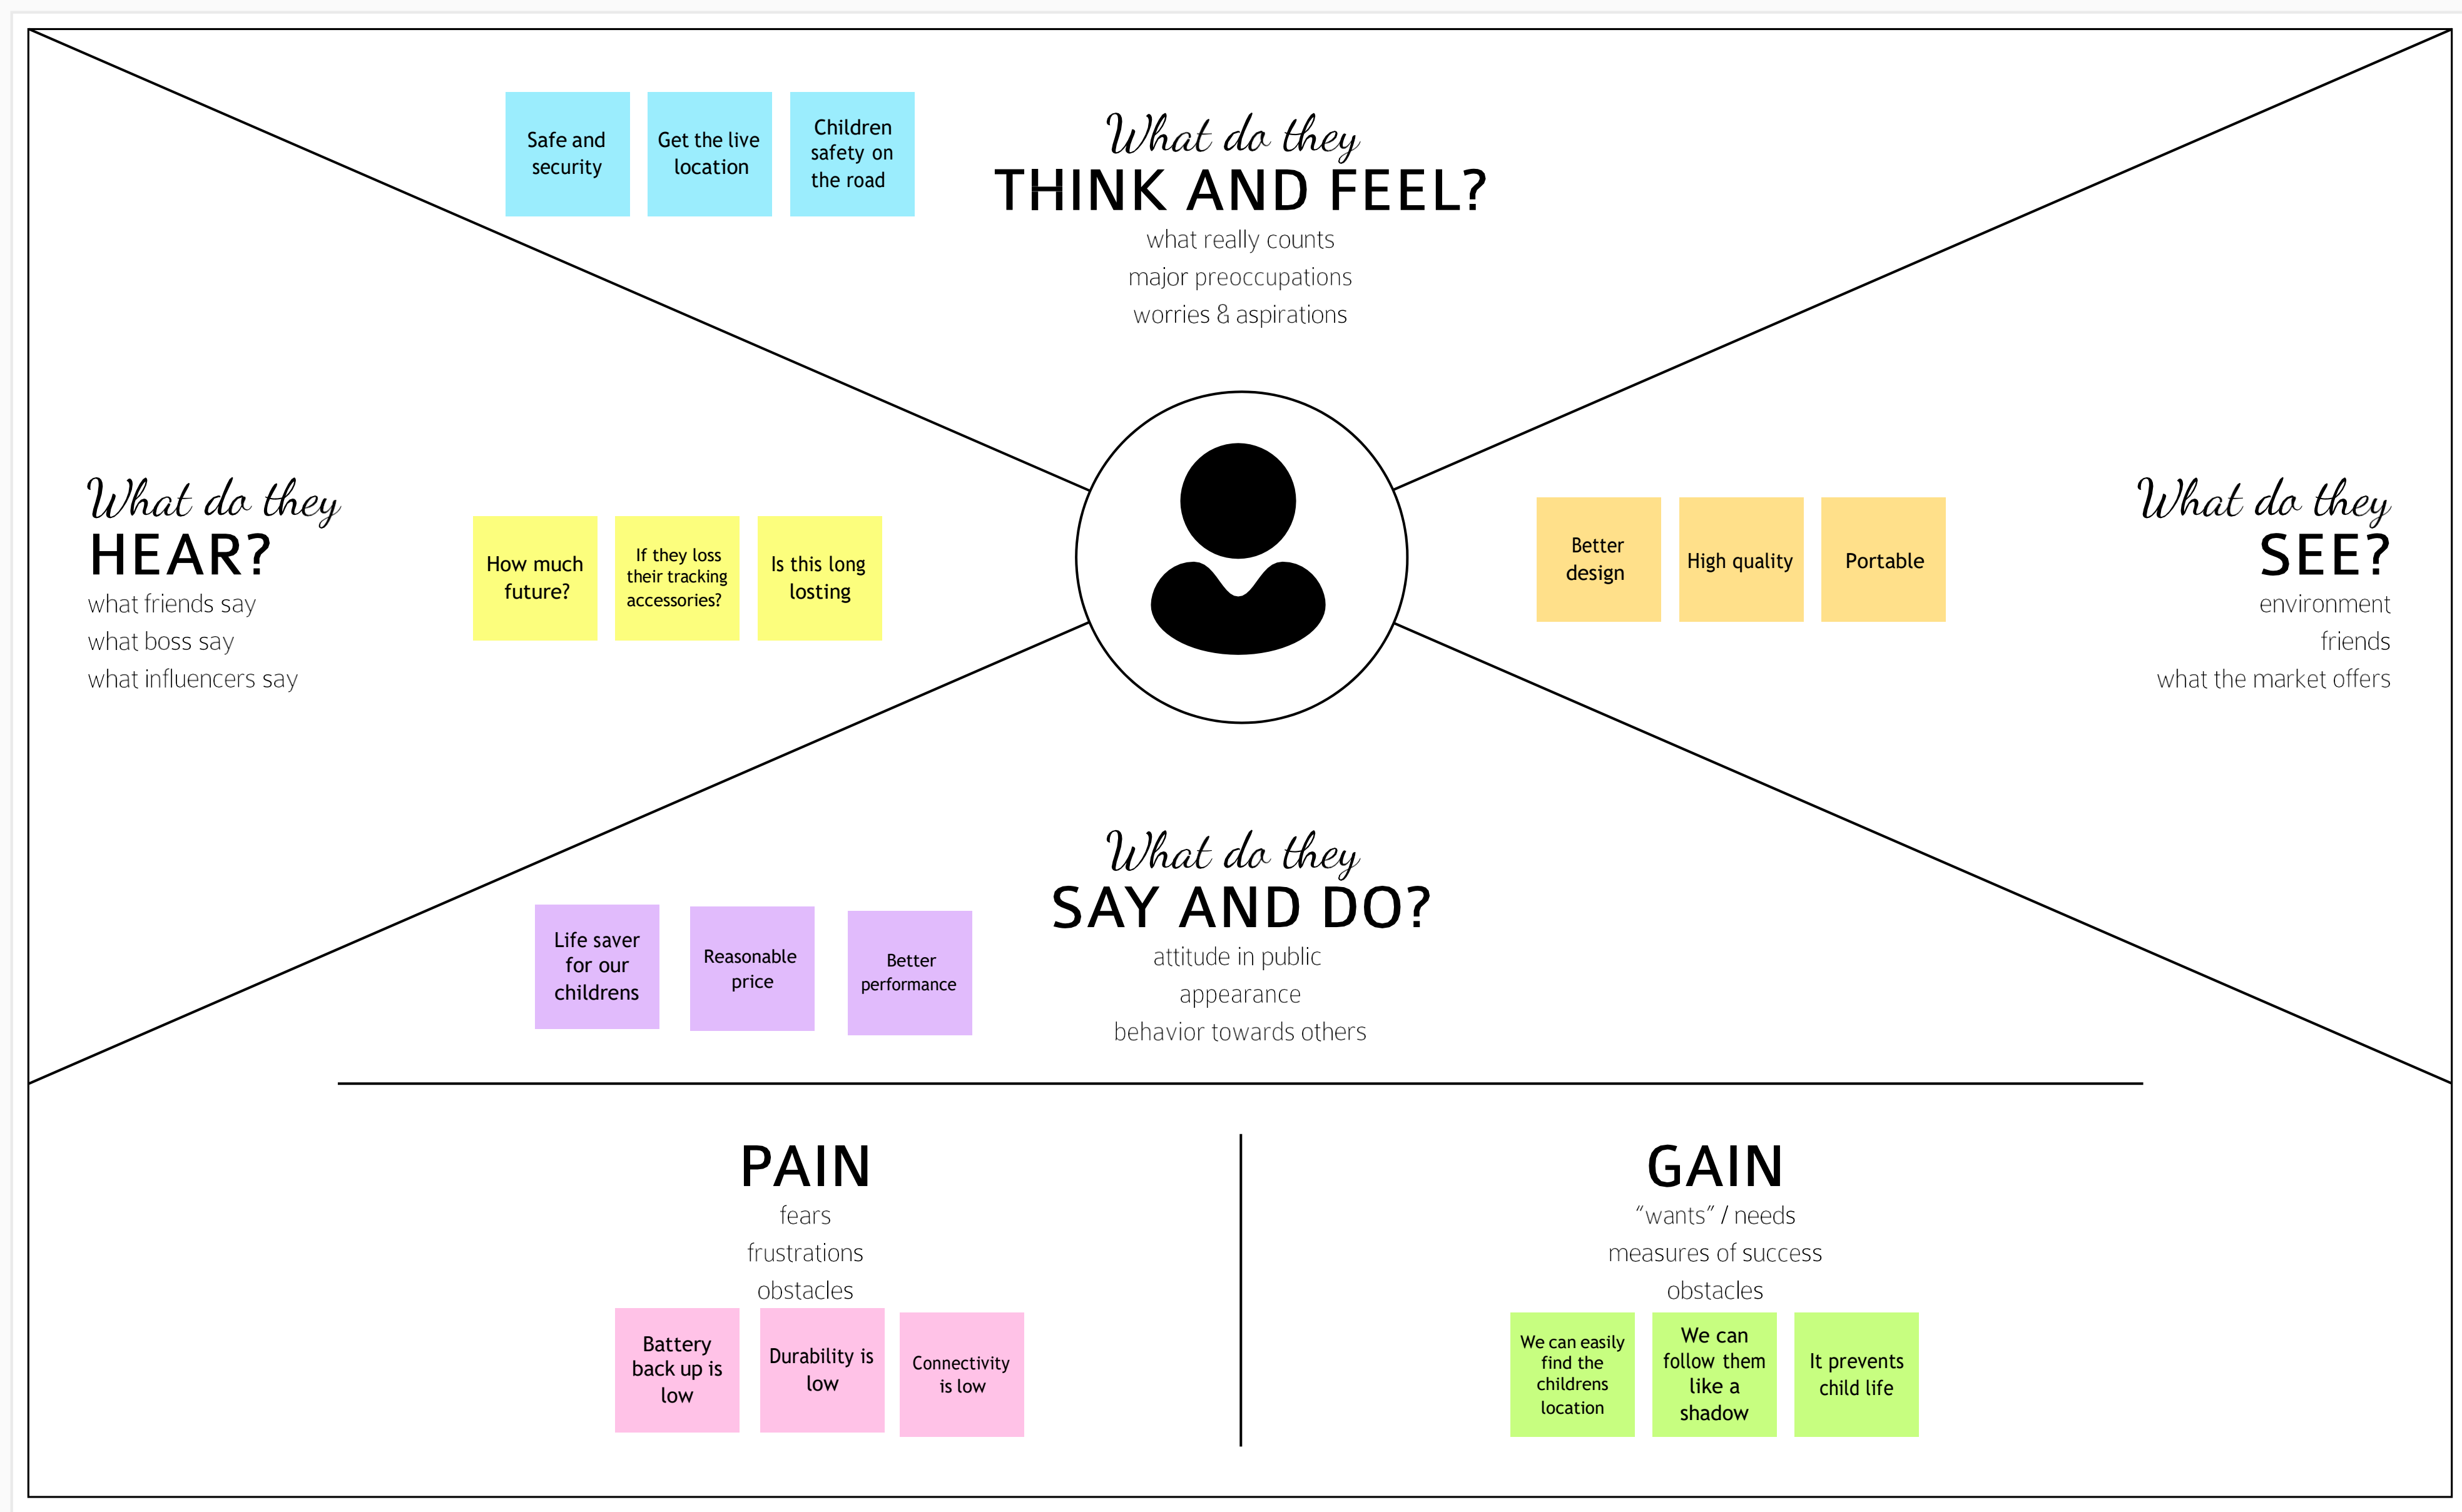 Safe and
security
Get the live
location
Children
safety on
the road
What do they
THINK AND FEEL?
what really counts
major preoccupations
worries & aspirations
What do they
HEAR?
what friends say
what boss say
what influencers say
How much
future?
If they loss
their tracking
accessories?
Is this long
losting
Better
design
High quality
Portable
What do they
SEE?
environment
friends
what the market offers
What do they
SAY AND DO?
attitude in public
appearance
behavior towards others
Life saver
for our
childrens
Reasonable
price
Better
performance
PAIN
fears
frustrations
obstacles
Battery
back up is
low
Durability is
low
Connectivity
is low
GAIN
“wants” / needs
measures of success
obstacles
We can easily
find the
childrens
location
We can
follow them
like a
shadow
It prevents
child life